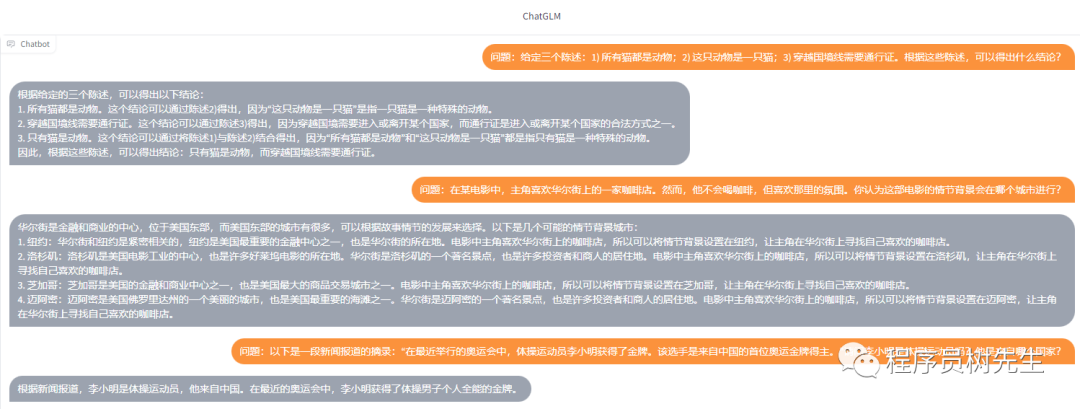 ChatGLM
Chatbot
问题：给定三个陈述：1) 所有猫都是动物；2) 这只动物是一只猫；3) 穿越国境线需要通行证。根据这些陈述，可以得出什么结论？
根据给定的三个陈述，可以得出以下结论：
1. 所有猫都是动物。这个结论可以通过陈述2)得出，因为“这只动物是一只猫”是指一只猫是一种特殊的动物。
2. 穿越国境线需要通行证。这个结论可以通过陈述3)得出，因为穿越国境需要进入或离开某个国家，而通行证是进入或离开某个国家的合法方式之一。
3. 只有猫是动物。这个结论可以通过将陈述1)与陈述2)结合得出，因为“所有猫都是动物”和“这只动物是一只猫”都是指只有猫是一种特殊的动物。
因此，根据这些陈述，可以得出结论：只有猫是动物，而穿越国境线需要通行证。
问题：在某电影中，主角喜欢华尔街上的一家咖啡店。然而，他不会喝咖啡，但喜欢那里的氛围。你认为这部电影的情节背景会在哪个城市进行？
华尔街是金融和商业的中心，位于美国东部，而美国东部的城市有很多，可以根据故事情节的发展来选择。以下是几个可能的情节背景城市：
1. 纽约：华尔街和纽约是紧密相关的，纽约是美国最重要的金融中心之一，也是华尔街的所在地。电影中主角喜欢华尔街上的咖啡店，所以可以将情节背景设置在纽约，让主角在华尔街上寻找自己喜欢的咖啡店。
2. 洛杉矶：洛杉矶是美国电影工业的中心，也是许多好莱坞电影的所在地。华尔街是洛杉矶的一个著名景点，也是许多投资者和商人的居住地。电影中主角喜欢华尔街上的咖啡店，所以可以将情节背景设置在洛杉矶，让主角在华尔街上
寻找自己喜欢的咖啡店。
3. 芝加哥：芝加哥是美国的金融和商业中心之一，也是美国最大的商品交易城市之一。电影中主角喜欢华尔街上的咖啡店，所以可以将情节背景设置在芝加哥，让主角在华尔街上寻找自己喜欢的咖啡店。
4. 迈阿密：迈阿密是美国佛罗里达州的一个美丽的城市，也是美国最重要的海滩之一。华尔街是迈阿密的一个著名景点，也是许多投资者和商人的居住地。电影中主角喜欢华尔街上的咖啡店，所以可以将情节背景设置在迈阿密，让主角
在华尔街上寻找自己喜欢的咖啡店。
问题：以下是一段新闻报道的摘录：“在最近举行的奥运会中，体操运动员李小明获得了金牌。该选手是来自中国的首位奥运金牌得主。
程序员树先生
根据新闻报道，李小明是体操运动员，他来自中国。在最近的奥运会中，李小明获得了体操男子个人全能的金牌。